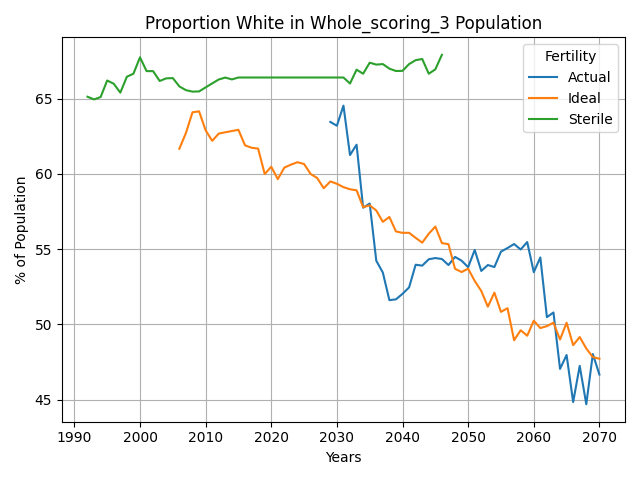 Proportion White in Whole_scoring_3 Population
Fertility
Actual
Ideal
Sterile
% of Population
65
60
55
50
45
1990 2000 2010 2020 2030 2040 2050 2060 2070
Years